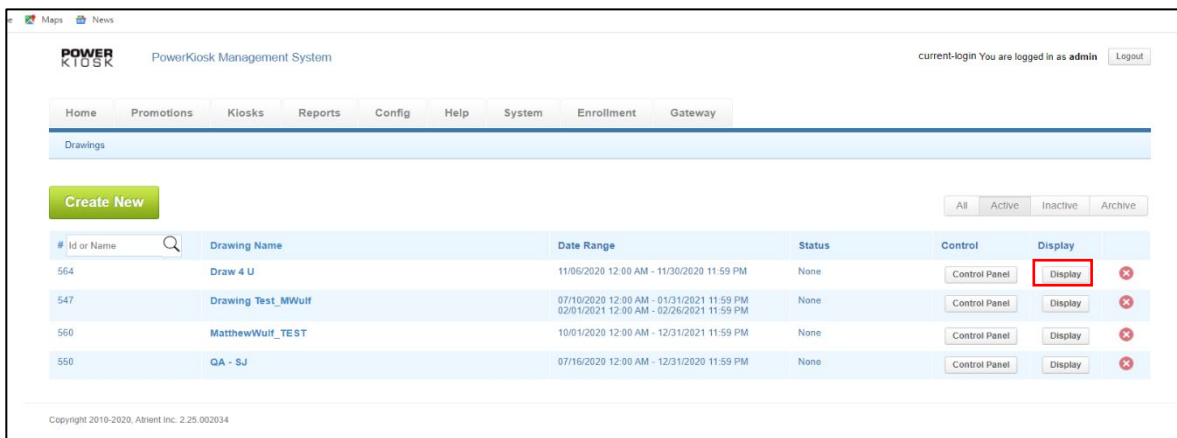 Maps News
POWER
KIOSK
PowerKiosk Management System
current-login You are logged in as admin Logout
Home Promotions Kiosks Reports Config Help System Enrollment Gateway
Drawings
Create New
All Active Inactive Archive
# Id or Name Drawing Name Date Range Status Control Display
564 Draw 4 U 11/06/2020 12:00 AM - 11/30/2020 11:59 PM None Control Panel Display
547 Drawing Test_MWulf 07/10/2020 12:00 AM - 01/31/2021 11:59 PM None Control Panel Display
02/01/2021 12:00 AM - 02/26/2021 11:59 PM
560 MatthewWulf_TEST 10/01/2020 12:00 AM - 12/31/2021 11:59 PM None Control Panel Display
550 QA - SJ 07/16/2020 12:00 AM - 12/31/2020 11:59 PM None Control Panel Display
Copyright 2010-2020, Atrient Inc. 2.25.002034